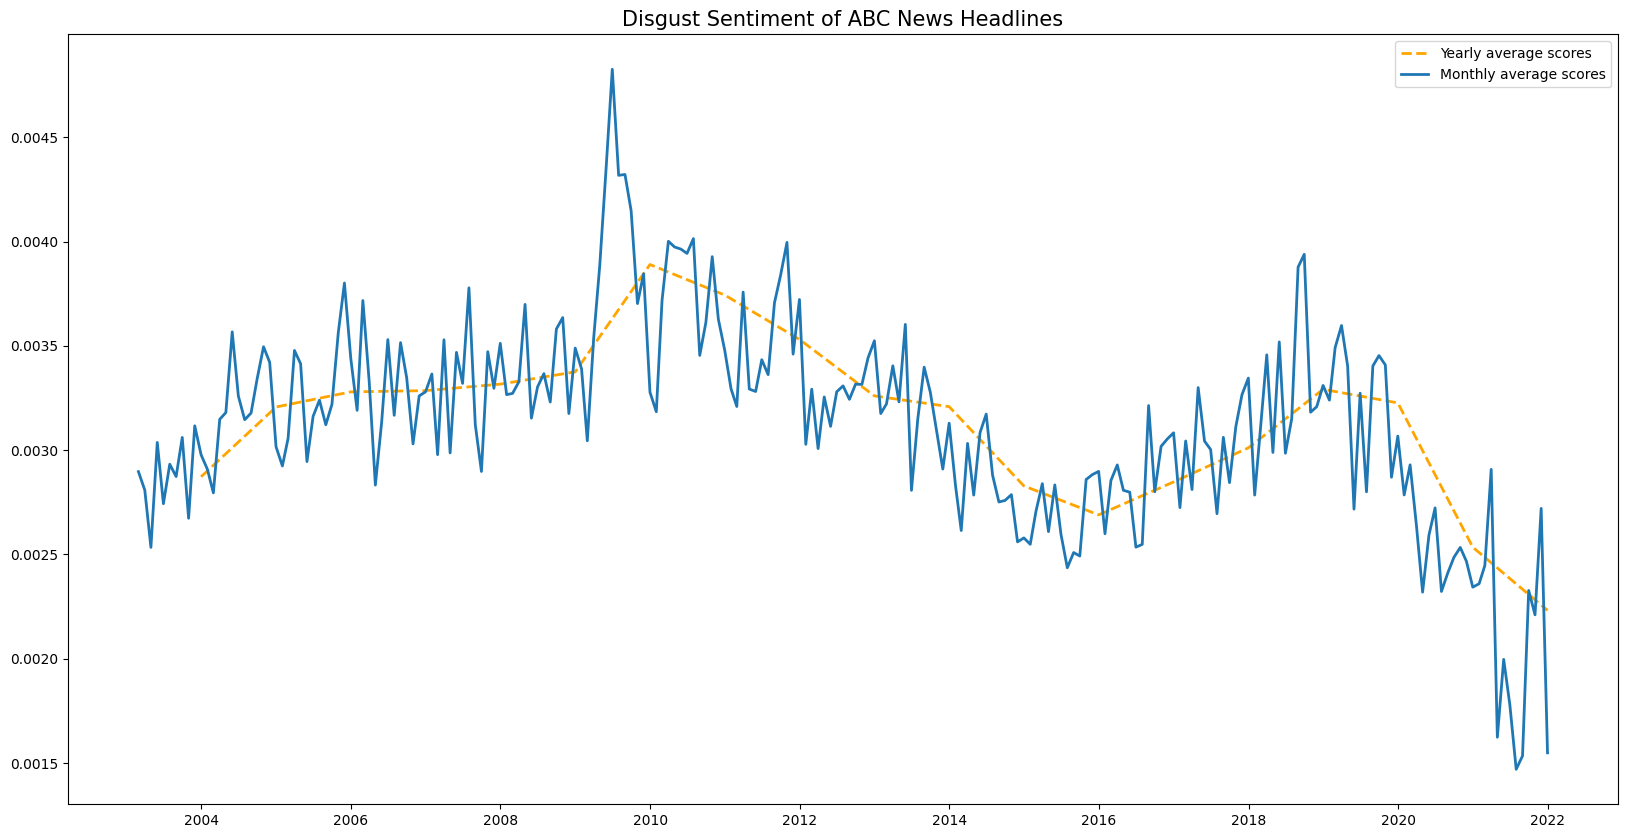 Disgust Sentiment of ABC News Headlines
Yearly average scores
Monthly average scores
0.0045
0.0040
0.0035
0.0030
0.0025
0.0020
0.0015
2004 2006 2008 2010 2012 2014 2016 2018 2020 2022